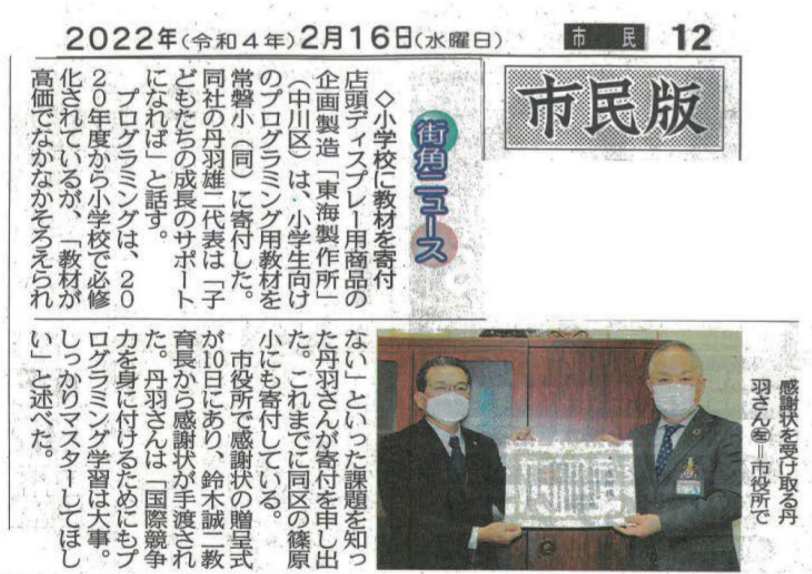 2022年(令和4年)2月16日(水曜日)
市民
12
市民版
街角ニュース
◇小学校に教材を寄付
店頭ディスプレー用商品の
企画製造「東海製作所」
（中川区）は、小学生向け
のプログラミング用教材を
常磐小（同）に寄付した。
同社の丹羽雄二代表は「子
どもたちの成長のサポート
になれば」と話す。
プログラミングは、20
20年度から小学校で必修
化されているが、「教材が
高価でなかなかそろえられ
ない」といった課題を知っ
た丹羽さんが寄付を申し出
た。これまでに同区の篠原
小にも寄付している。
市役所で感謝状の贈呈式
が10日にあり、鈴木誠二教
育長から感謝状が手渡され
た。丹羽さんは「国際競争
力を身に付けるためにもプ
ログラミング学習は大事。
しっかりマスターしてほし
い」と述べた。
感謝状を受け取る丹
羽さん㊧＝市役所で